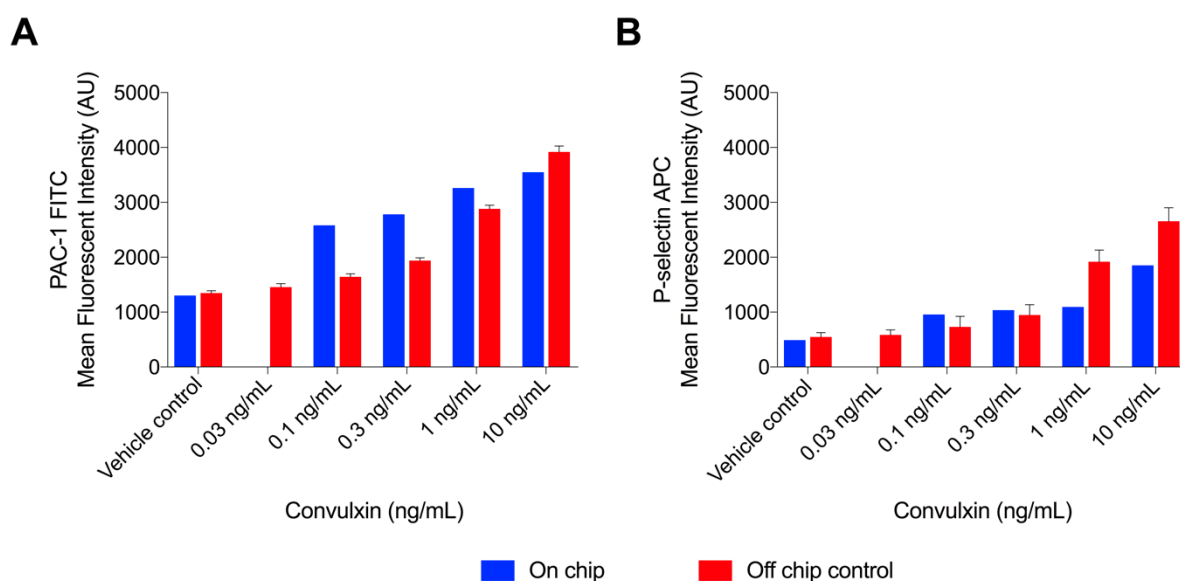 A
PAC-1 FITC
Mean Fluorescent Intensity (AU)
5000
4000
3000
2000
1000
0
Vehicle control
0.03 ng/mL
0.1 ng/mL
0.3 ng/mL
1 ng/mL
10 ng/mL
Convulxin (ng/mL)
B
P-selectin APC
Mean Fluorescent Intensity (AU)
5000
4000
3000
2000
1000
0
Vehicle control
0.03 ng/mL
0.1 ng/mL
0.3 ng/mL
1 ng/mL
10 ng/mL
Convulxin (ng/mL)
On chip
Off chip control